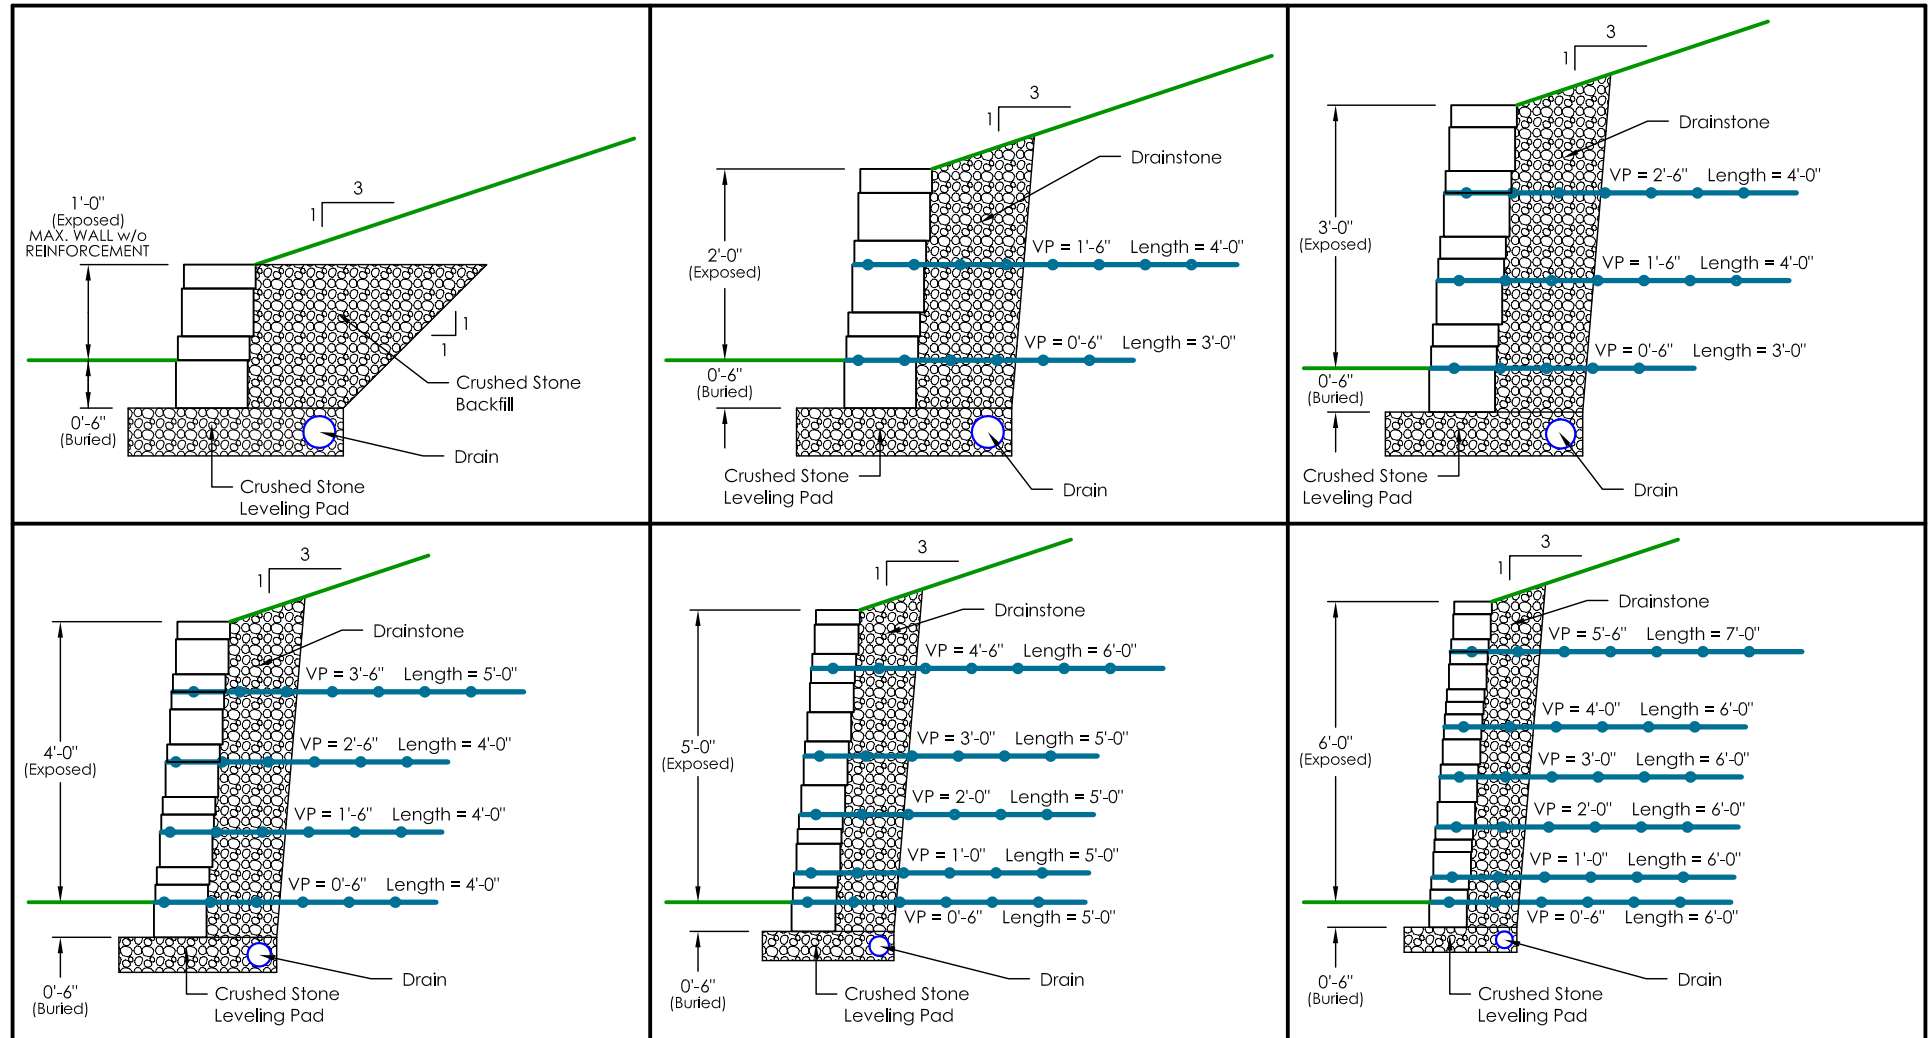 3
1
1'-0"
(Exposed)
MAX. WALL w/o
REINFORCEMENT
1
1
Crushed Stone
Backfill
0'-6"
(Buried)
Drain
Crushed Stone
Leveling Pad
3
1
Drainstone
2'-0"
(Exposed)
VP = 1'-6" Length = 4'-0"
VP = 0'-6" Length = 3'-0"
0'-6"
(Buried)
Crushed Stone
Leveling Pad
Drain
3
1
Drainstone
VP = 2'-6" Length = 4'-0"
3'-0"
(Exposed)
VP = 1'-6" Length = 4'-0"
VP = 0'-6" Length = 3'-0"
0'-6"
(Buried)
Crushed Stone
Leveling Pad
Drain
3
1
Drainstone
VP = 3'-6" Length = 5'-0"
4'-0"
(Exposed)
VP = 2'-6" Length = 4'-0"
VP = 1'-6" Length = 4'-0"
VP = 0'-6" Length = 4'-0"
0'-6"
(Buried)
Drain
Crushed Stone
Leveling Pad
3
1
Drainstone
VP = 4'-6" Length = 6'-0"
5'-0"
(Exposed)
VP = 3'-0" Length = 5'-0"
VP = 2'-0" Length = 5'-0"
VP = 1'-0" Length = 5'-0"
VP = 0'-6" Length = 5'-0"
0'-6"
(Buried)
Drain
Crushed Stone
Leveling Pad
3
1
Drainstone
VP = 5'-6" Length = 7'-0"
6'-0"
(Exposed)
VP = 4'-0" Length = 6'-0"
VP = 3'-0" Length = 6'-0"
VP = 2'-0" Length = 6'-0"
VP = 1'-0" Length = 6'-0"
VP = 0'-6" Length = 6'-0"
0'-6"
(Buried)
Drain
Crushed Stone
Leveling Pad